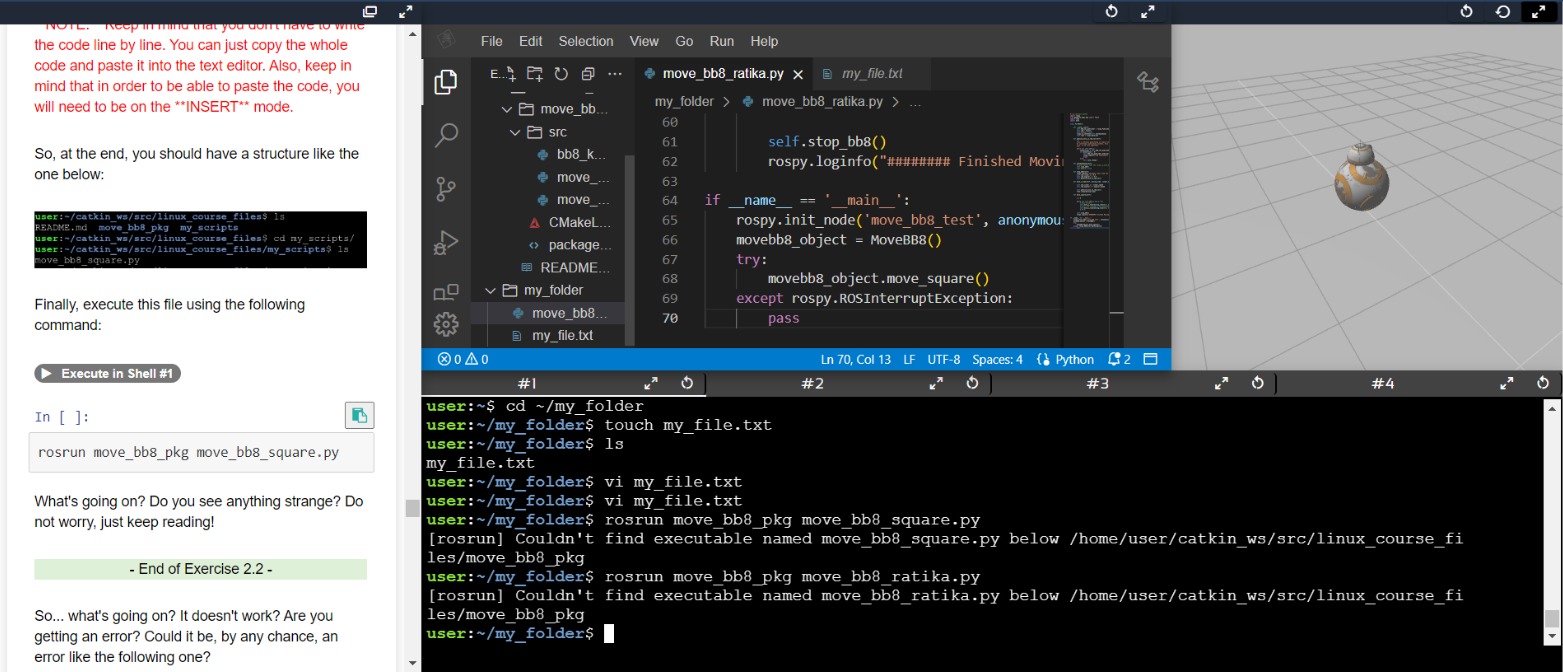 **NOTE:** Keep in mind that you don't have to write
the code line by line. You can just copy the whole
code and paste it into the text editor. Also, keep in
mind that in order to be able to paste the code, you
will need to be on the **INSERT** mode.
So, at the end, you should have a structure like the
one below:
user:~/catkin_ws/src/linux_course_files$ ls
README.md move_bb8_pkg my_scripts
user:~/catkin_ws/src/linux_course_files$ cd my_scripts/
user:~/catkin_ws/src/linux_course_files/my_scripts$ ls
move_bb8_square.py
Finally, execute this file using the following
command:
Execute in Shell #1
In [ ]:
rosrun move_bb8_pkg move_bb8_square.py
What's going on? Do you see anything strange? Do
not worry, just keep reading!
- End of Exercise 2.2 -
So... what's going on? It doesn't work? Are you
getting an error? Could it be, by any chance, an
error like the following one?
File Edit Selection View Go Run Help
E...
move_bb...
src
bb8_k...
move_...
move_...
CMakeL...
package...
README...
my_folder
move_bb8...
my_file.txt
move_bb8_ratika.py
my_file.txt
my_folder > move_bb8_ratika.py > ...
60
61 self.stop_bb8()
62 rospy.loginfo("######## Finished Movi
63
64 if __name__ == '__main__':
65 rospy.init_node('move_bb8_test', anonymou
66 movebb8_object = MoveBB8()
67 try:
68 movebb8_object.move_square()
69 except rospy.ROSInterruptException:
70 pass
0 0 Ln 70, Col 13 LF UTF-8 Spaces: 4 Python 2
#1 #2 #3 #4
user:~$ cd ~/my_folder
user:~/my_folder$ touch my_file.txt
user:~/my_folder$ ls
my_file.txt
user:~/my_folder$ vi my_file.txt
user:~/my_folder$ vi my_file.txt
user:~/my_folder$ rosrun move_bb8_pkg move_bb8_square.py
[rosrun] Couldn't find executable named move_bb8_square.py below /home/user/catkin_ws/src/linux_course_fi
les/move_bb8_pkg
user:~/my_folder$ rosrun move_bb8_pkg move_bb8_ratika.py
[rosrun] Couldn't find executable named move_bb8_ratika.py below /home/user/catkin_ws/src/linux_course_fi
les/move_bb8_pkg
user:~/my_folder$